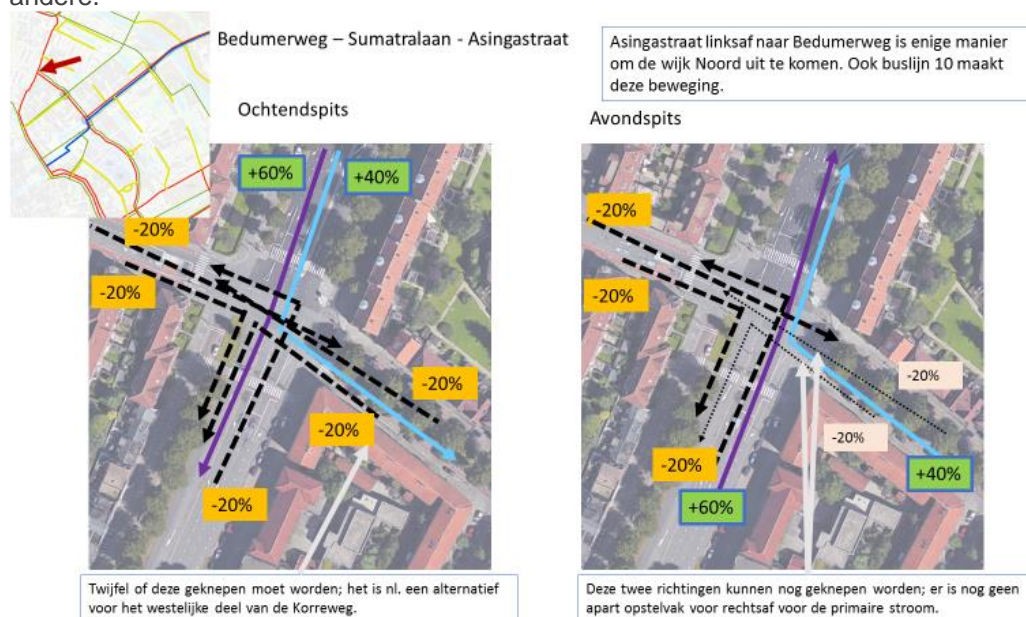 andere.
Bedumerweg – Sumatralaan - Asingastraat
Asingastraat linksaf naar Bedumerweg is enige manier
om de wijk Noord uit te komen. Ook buslijn 10 maakt
deze beweging.
Ochtendspits
Avondspits
+60%
+40%
-20%
-20%
-20%
-20%
-20%
-20%
-20%
-20%
-20%
-20%
+60%
+40%
Twijfel of deze geknepen moet worden; het is nl. een alternatief
voor het westelijke deel van de Korreweg.
Deze twee richtingen kunnen nog geknepen worden; er is nog geen
apart opstelvak voor rechtsaf voor de primaire stroom.